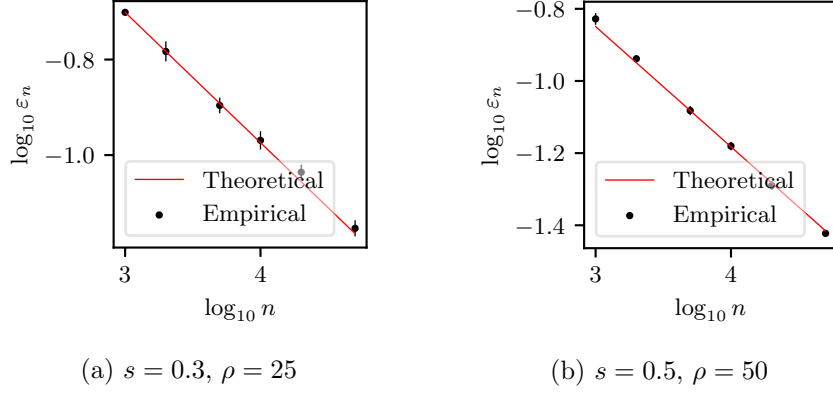 −0.8
−1.0
log₁₀ εₙ
Theoretical
Empirical
3
4
log₁₀ n
(a) s = 0.3, ρ = 25
−0.8
−1.0
−1.2
−1.4
log₁₀ εₙ
Theoretical
Empirical
3
4
log₁₀ n
(b) s = 0.5, ρ = 50